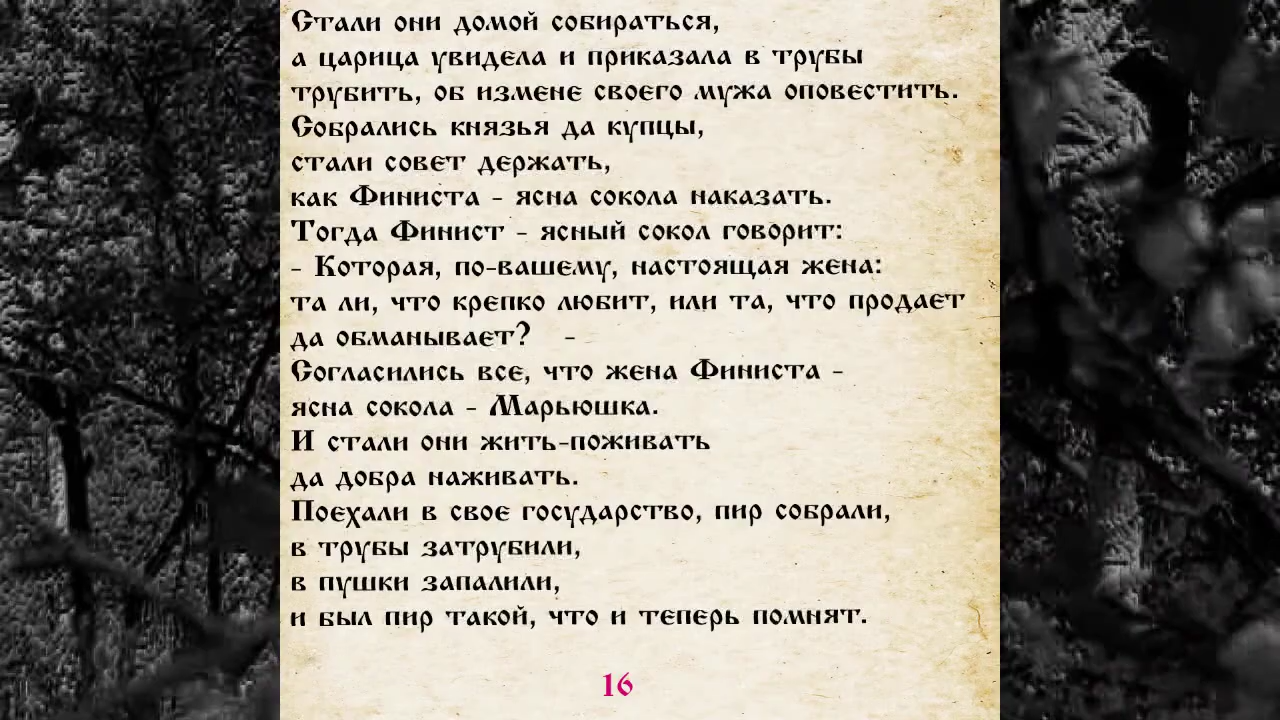 Стали они домой собираться,
а царица увидела и приказала в трубы
трубить, об измене своего мужа оповестить.
Собрались князья да купцы,
стали совет держать,
как Финиста - ясна сокола наказать.
Тогда Финист - ясный сокол говорит:
- Которая, по-вашему, настоящая жена:
та ли, что крепко любит, или та, что продает
да обманывает? -
Согласились все, что жена Финиста -
ясна сокола - Марьюшка.
И стали они жить-поживать
да добра наживать.
Поехали в свое государство, пир собрали,
в трубы затрубили,
в пушки запалили,
и был пир такой, что и теперь помнят.
16